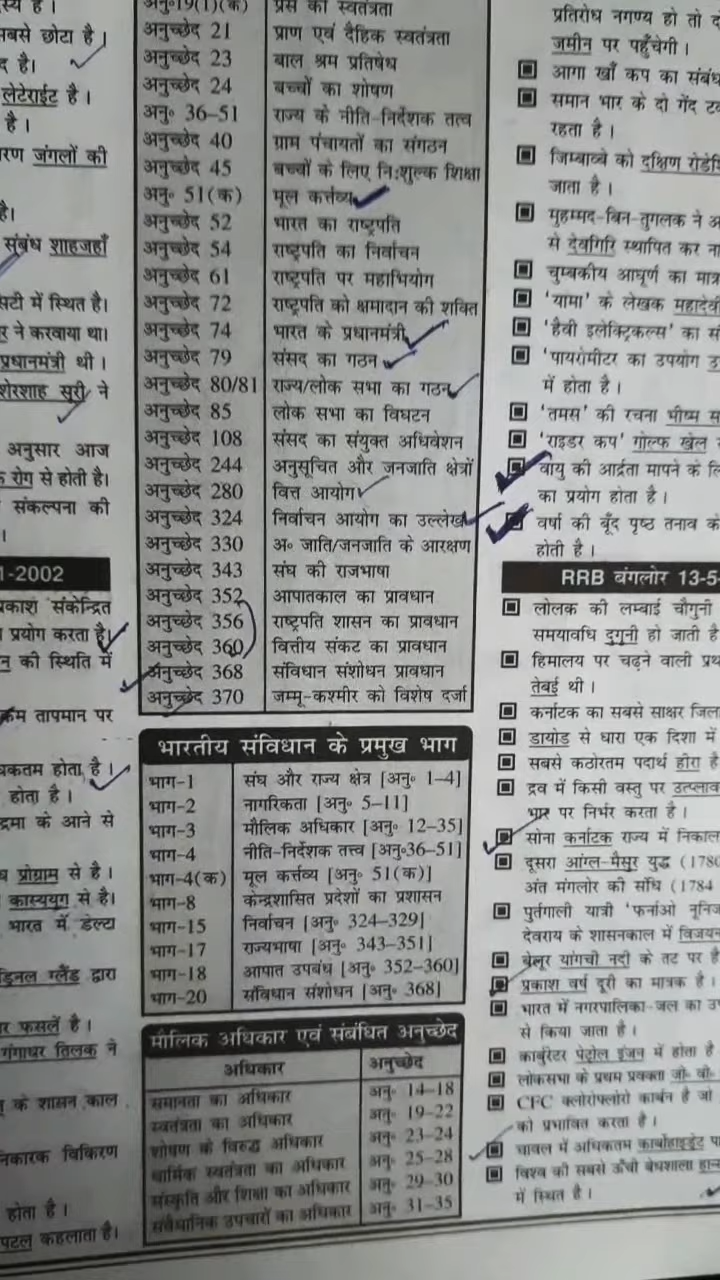 स्य है।
सबसे छोटा है।
द है।
लेटेराईट है।
है।
रण जंगलों की
है।
संबंध शाहजहाँ
सटी में स्थित है।
र ने करवाया था।
प्रधानमंत्री थी।
शेरशाह सूरी ने
अनुसार आज
रोग से होती है।
संकल्पना की
1-2002
प्रकाश संकेन्द्रित
प्रयोग करता है।
न की स्थिति में
तापमान पर
धकतम होता है।
होता है।
द्रमा के आने से
प्रोग्राम से है।
कास्ययुग से है।
भारत में डेल्टा
ड्रिनल ग्लैंड द्वारा
र फसलें है।
गंगाधर तिलक ने
के शासन काल
निकारक विकिरण
होता है।
पटल कहलाता है।
अनु॰ 19(1)(क) प्रेस की स्वतंत्रता
अनुच्छेद 21 प्राण एवं दैहिक स्वतंत्रता
अनुच्छेद 23 बाल श्रम प्रतिषेध
अनुच्छेद 24 बच्चों का शोषण
अनु॰ 36–51 राज्य के नीति-निर्देशक तत्व
अनुच्छेद 40 ग्राम पंचायतों का संगठन
अनुच्छेद 45 बच्चों के लिए नि:शुल्क शिक्षा
अनु॰ 51(क) मूल कर्त्तव्य
अनुच्छेद 52 भारत का राष्ट्रपति
अनुच्छेद 54 राष्ट्रपति का निर्वाचन
अनुच्छेद 61 राष्ट्रपति पर महाभियोग
अनुच्छेद 72 राष्ट्रपति को क्षमादान की शक्ति
अनुच्छेद 74 भारत के प्रधानमंत्री
अनुच्छेद 79 संसद का गठन
अनुच्छेद 80/81 राज्य/लोक सभा का गठन
अनुच्छेद 85 लोक सभा का विघटन
अनुच्छेद 108 संसद का संयुक्त अधिवेशन
अनुच्छेद 244 अनुसूचित और जनजाति क्षेत्रों
अनुच्छेद 280 वित्त आयोग
अनुच्छेद 324 निर्वाचन आयोग का उल्लेख
अनुच्छेद 330 अ॰ जाति/जनजाति के आरक्षण
अनुच्छेद 343 संघ की राजभाषा
अनुच्छेद 352 आपातकाल का प्रावधान
अनुच्छेद 356 राष्ट्रपति शासन का प्रावधान
अनुच्छेद 360 वित्तीय संकट का प्रावधान
अनुच्छेद 368 संविधान संशोधन प्रावधान
अनुच्छेद 370 जम्मू-कश्मीर को विशेष दर्जा
भारतीय संविधान के प्रमुख भाग
भाग-1 संघ और राज्य क्षेत्र [अनु॰ 1–4]
भाग-2 नागरिकता [अनु॰ 5–11]
भाग-3 मौलिक अधिकार [अनु॰ 12–35]
भाग-4 नीति-निर्देशक तत्त्व [अनु॰36–51]
भाग-4(क) मूल कर्त्तव्य [अनु॰ 51(क)]
भाग-8 केन्द्रशासित प्रदेशों का प्रशासन
भाग-15 निर्वाचन [अनु॰ 324–329]
भाग-17 राज्यभाषा [अनु॰ 343–351]
भाग-18 आपात उपबंध [अनु॰ 352–360]
भाग-20 संविधान संशोधन [अनु॰ 368]
मौलिक अधिकार एवं संबंधित अनुच्छेद
अधिकार अनुच्छेद
समानता का अधिकार अनु॰ 14–18
स्वतंत्रता का अधिकार अनु॰ 19–22
शोषण के विरुद्ध अधिकार अनु॰ 23–24
धार्मिक स्वतंत्रता का अधिकार अनु॰ 25–28
संस्कृति और शिक्षा का अधिकार अनु॰ 29–30
संवैधानिक उपचारों का अधिकार अनु॰ 31–35
प्रतिरोध नगण्य हो तो
जमीन पर पहुँचेगी।
आगा खाँ कप का संबंध
समान भार के दो गेंद
रहता है।
जिम्बाब्वे को दक्षिण रोडेशि
जाता है।
मुहम्मद-बिन-तुगलक ने
से देवगिरि स्थापित कर
चुम्बकीय आघूर्ण का मात्र
'यामा' के लेखक महादेवी
'हैवी इलेक्ट्रिकल्स' का
'पायरोमीटर का उपयोग
में होता है।
'तमस' की रचना भीष्म
'राइडर कप' गोल्फ खेल
वायु की आर्द्रता मापने के
का प्रयोग होता है।
वर्षा की बूँद पृष्ठ तनाव
होती है।
RRB बंगलोर 13-5-
लोलक की लम्बाई चौगुनी
समयावधि दुगुनी हो जाती है
हिमालय पर चढ़ने वाली प्रथ
तेबई थी।
कर्नाटक का सबसे साक्षर जिला
डायोड से धारा एक दिशा में
सबसे कठोरतम पदार्थ हीरा है
द्रव में किसी वस्तु पर उत्प्लाव
भार पर निर्भर करता है।
सोना कर्नाटक राज्य में निकाल
दूसरा आंग्ल-मैसूर युद्ध (1780
अंत मंगलोर की संधि (1784
पुर्तगाली यात्री 'फर्नाओ नूनिज
देवराय के शासनकाल में विजयन
बेलूर यांगची नदी के तट पर है
प्रकाश वर्ष दूरी का मात्रक है।
भारत में नगरपालिका-जल का
से किया जाता है।
कार्बुरेटर पेट्रोल इंजन में होता है
लोकसभा के प्रथम प्रवक्ता जी॰ वी॰
CFC क्लोरोफ्लोरो कार्बन है जो
को प्रभावित करता है।
चावल में अधिकतम कार्बोहाइड्रेट
विश्व की सबसे ऊँची बेधशाला
में स्थित है।